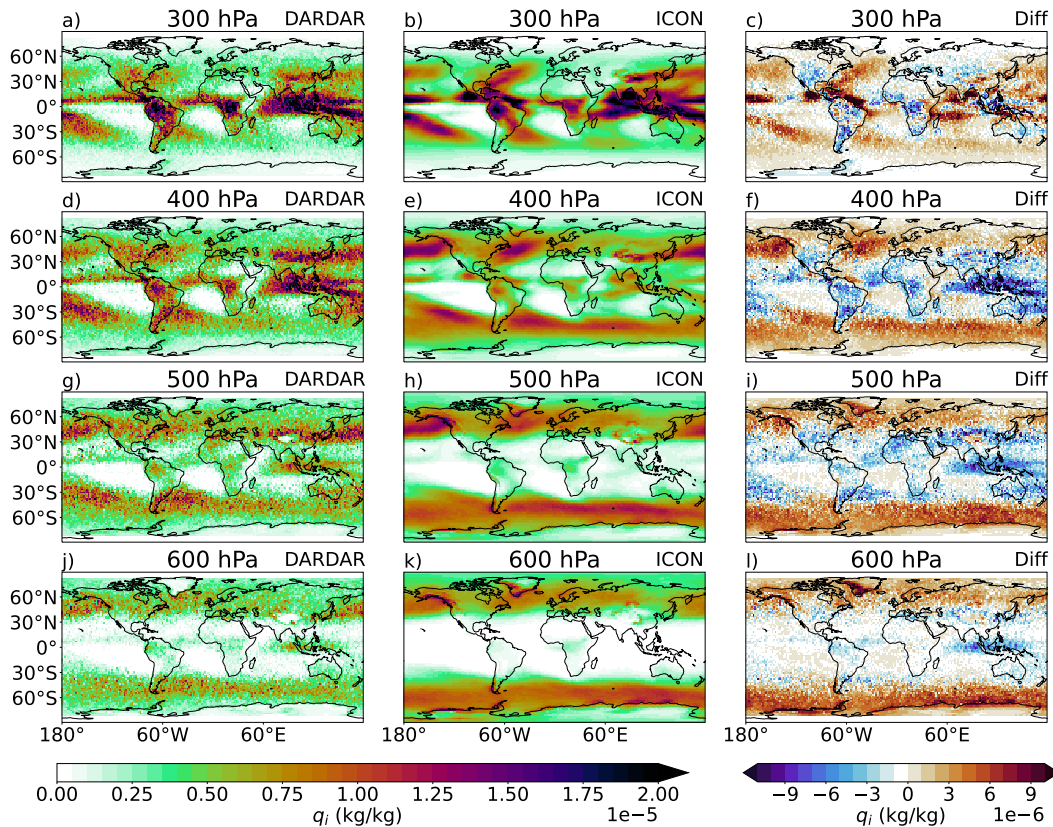 a) 300 hPa DARDAR
b) 300 hPa ICON
c) 300 hPa Diff
60°N
30°N
0°
30°S
60°S
d) 400 hPa DARDAR
e) 400 hPa ICON
f) 400 hPa Diff
60°N
30°N
0°
30°S
60°S
g) 500 hPa DARDAR
h) 500 hPa ICON
i) 500 hPa Diff
60°N
30°N
0°
30°S
60°S
j) 600 hPa DARDAR
k) 600 hPa ICON
l) 600 hPa Diff
60°N
30°N
0°
30°S
60°S
180° 60°W 60°E
180° 60°W 60°E
180° 60°W 60°E
0.00 0.25 0.50 0.75 1.00 1.25 1.50 1.75 2.00
q_i (kg/kg) 1e−5
−9 −6 −3 0 3 6 9
q_i (kg/kg) 1e−6